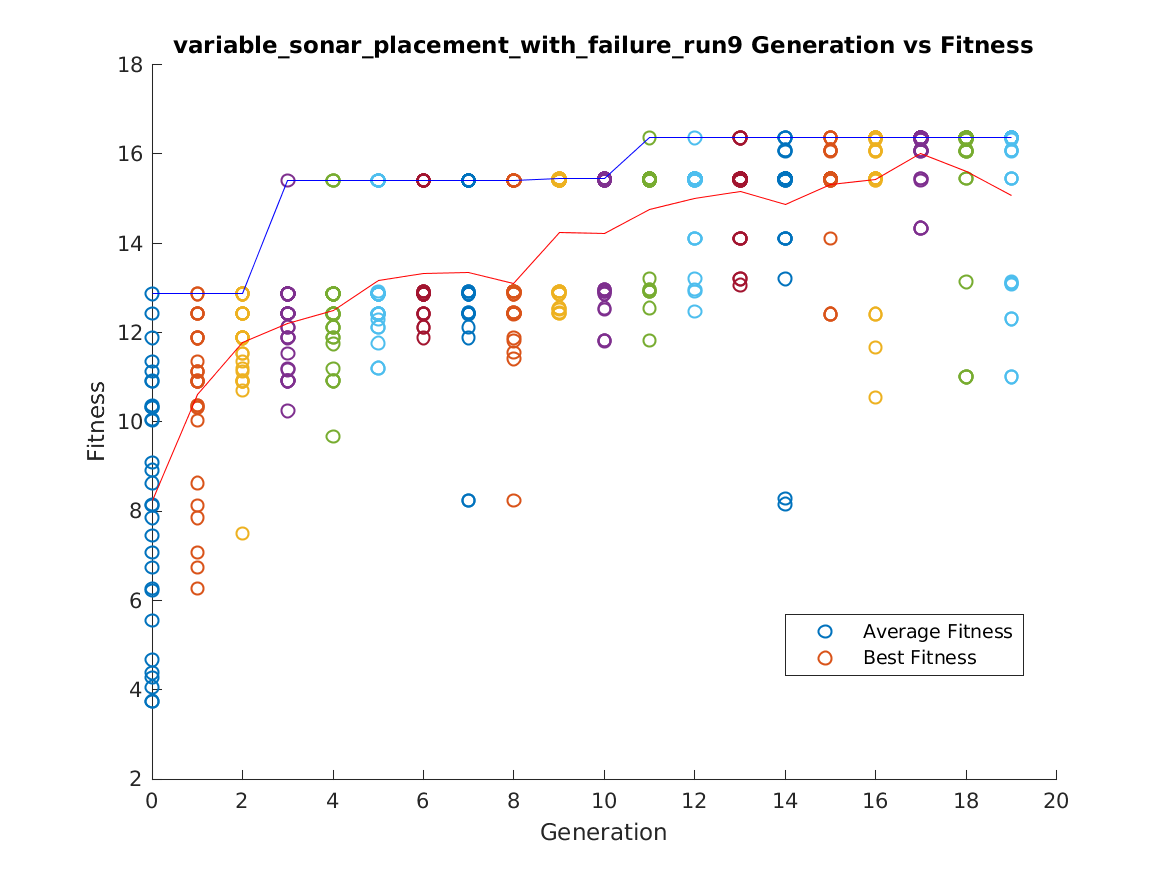 variable_sonar_placement_with_failure_run9 Generation vs Fitness
18
16
14
12
10
8
6
4
2
Fitness
Average Fitness
Best Fitness
0 2 4 6 8 10 12 14 16 18 20
Generation